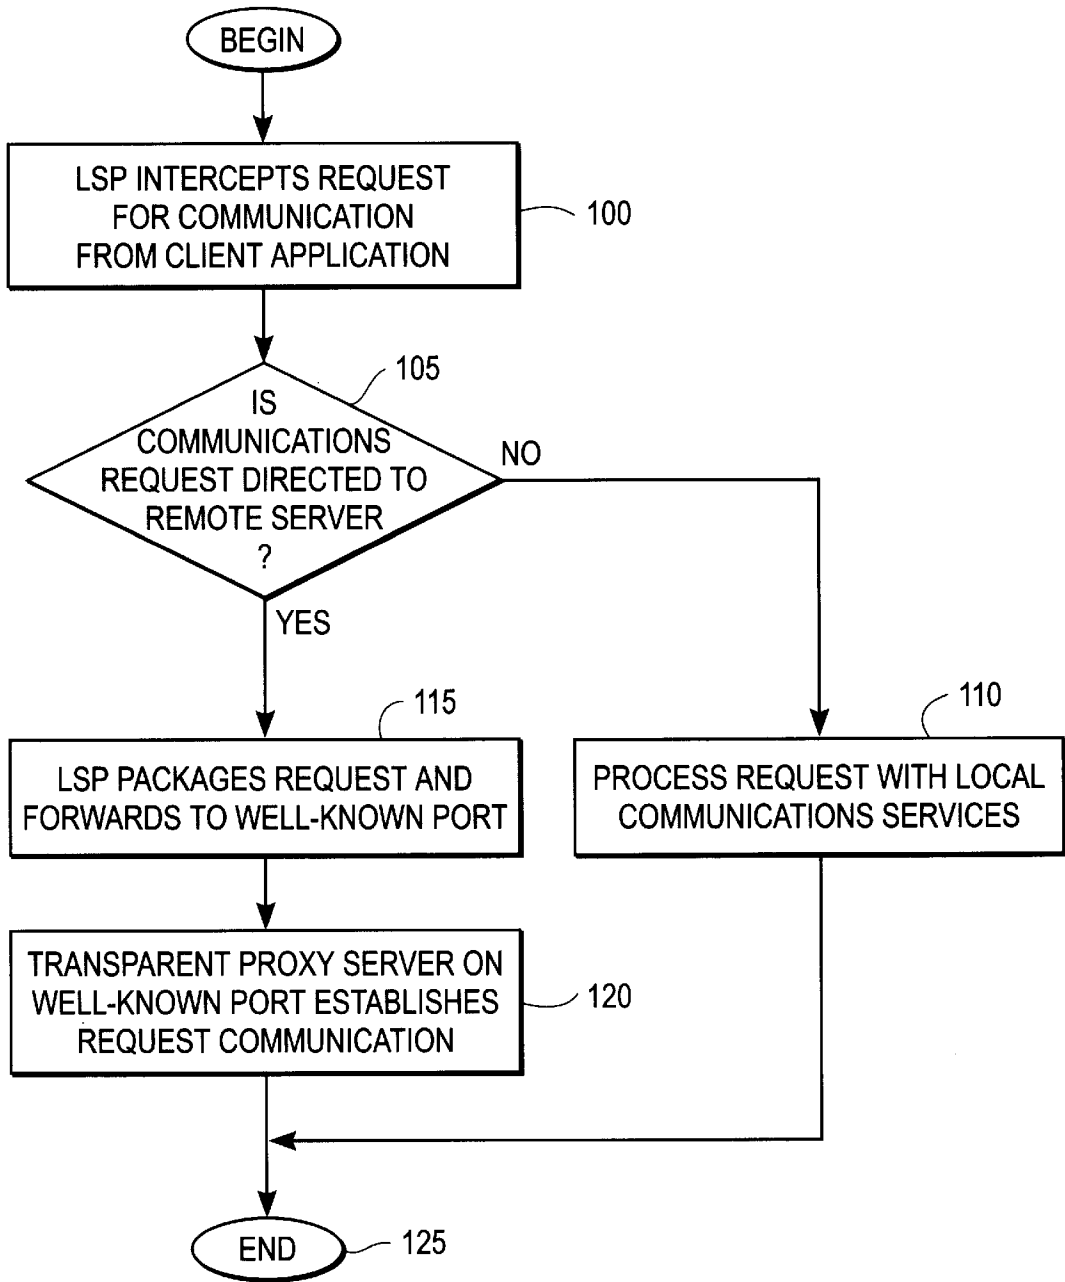 BEGIN
LSP INTERCEPTS REQUEST
FOR COMMUNICATION
FROM CLIENT APPLICATION
100
105
IS
COMMUNICATIONS
REQUEST DIRECTED TO
REMOTE SERVER
?
NO
YES
115
LSP PACKAGES REQUEST AND
FORWARDS TO WELL-KNOWN PORT
110
PROCESS REQUEST WITH LOCAL
COMMUNICATIONS SERVICES
TRANSPARENT PROXY SERVER ON
WELL-KNOWN PORT ESTABLISHES
REQUEST COMMUNICATION
120
END
125